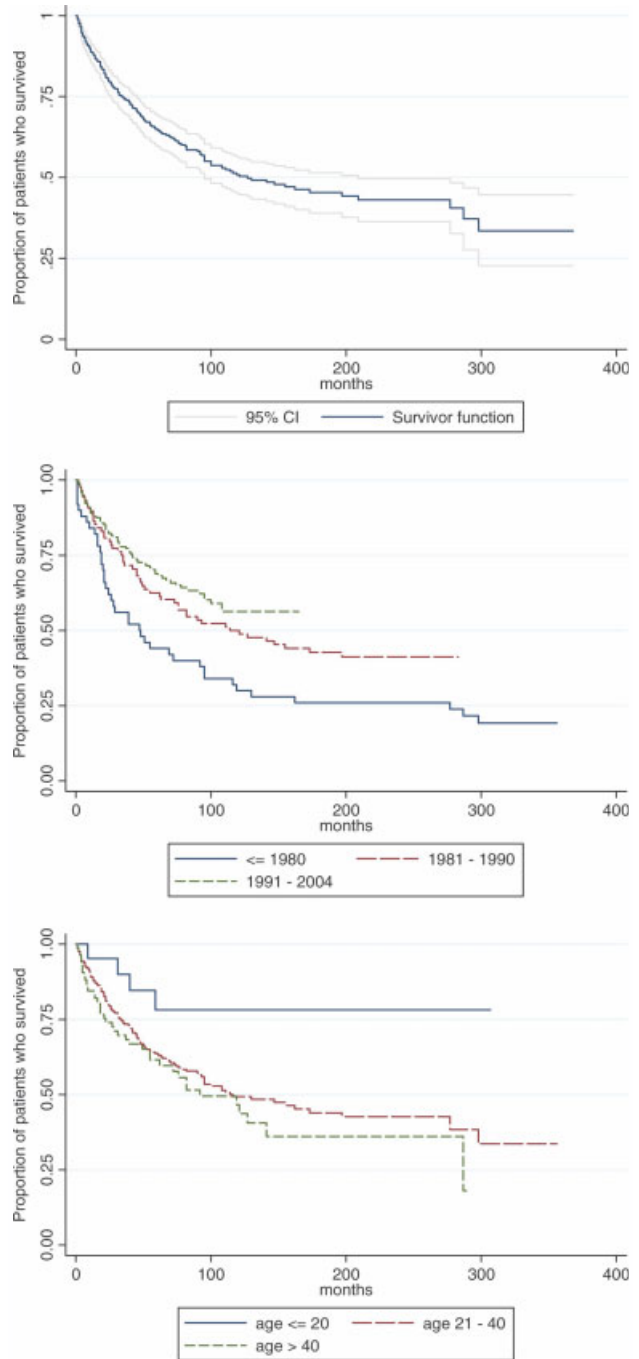 Proportion of patients who survived
1
.75
.5
.25
0
0 100 200 300 400
months
95% CI Survivor function
Proportion of patients who survived
1.00
0.75
0.50
0.25
0.00
0 100 200 300 400
months
<= 1980 1981 - 1990
1991 - 2004
Proportion of patients who survived
1.00
0.75
0.50
0.25
0.00
0 100 200 300 400
months
age <= 20 age 21 - 40
age > 40